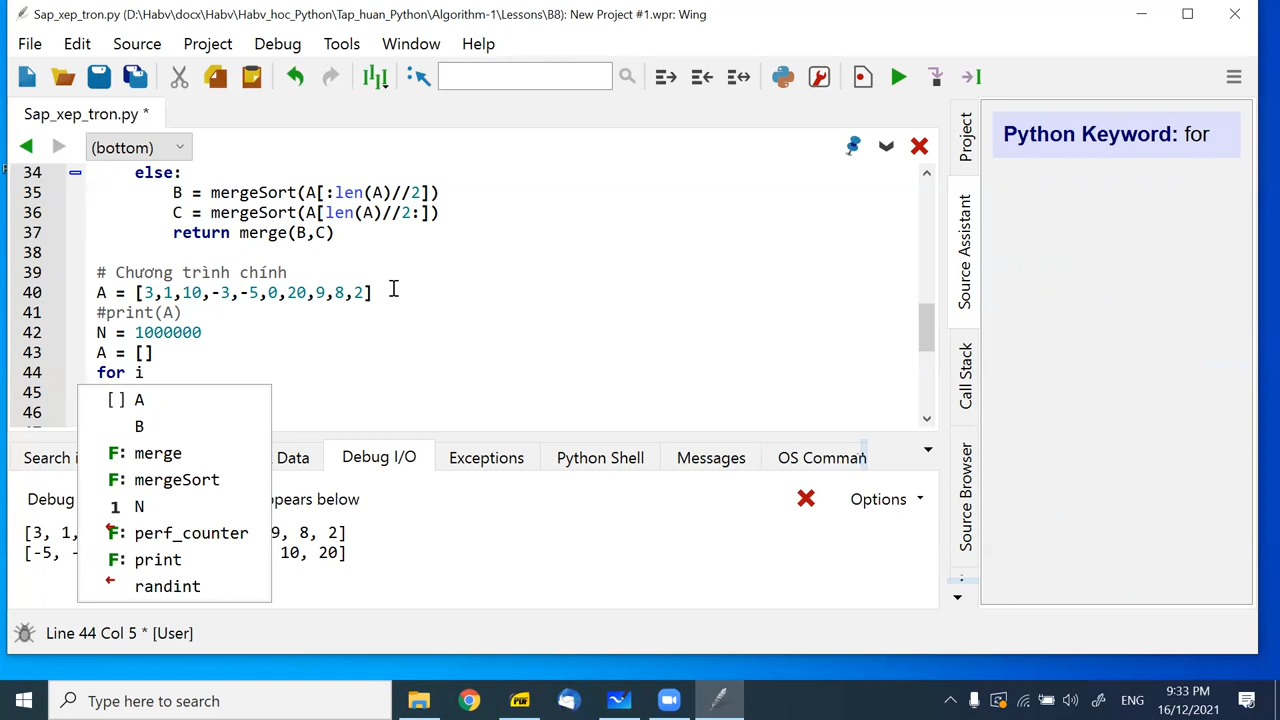 Sap_xep_tron.py (D:\Habv\docx\Habv\Habv_hoc_Python\Tap_huan_Python\Algorithm-1\Lessons\B8): New Project #1.wpr: Wing
File Edit Source Project Debug Tools Window Help
Sap_xep_tron.py *
(bottom)
34 else:
35 B = mergeSort(A[:len(A)//2])
36 C = mergeSort(A[len(A)//2:])
37 return merge(B,C)
38
39 # Chương trình chính
40 A = [3,1,10,-3,-5,0,20,9,8,2]
41 #print(A)
42 N = 1000000
43 A = []
44 for i
45
46
[] A
B
F: merge
F: mergeSort
1 N
F: perf_counter
F: print
randint
Search i
Data
Debug I/O
Exceptions
Python Shell
Messages
OS Comman
Debug
appears below
Options
[3, 1,
9, 8, 2]
[-5, -
10, 20]
Line 44 Col 5 * [User]
Project
Source Assistant
Call Stack
Source Browser
Python Keyword: for
Type here to search
PDF
ENG
9:33 PM
16/12/2021